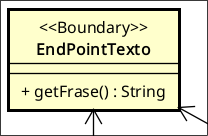 <<Boundary>>
EndPointTexto
+ getFrase() : String